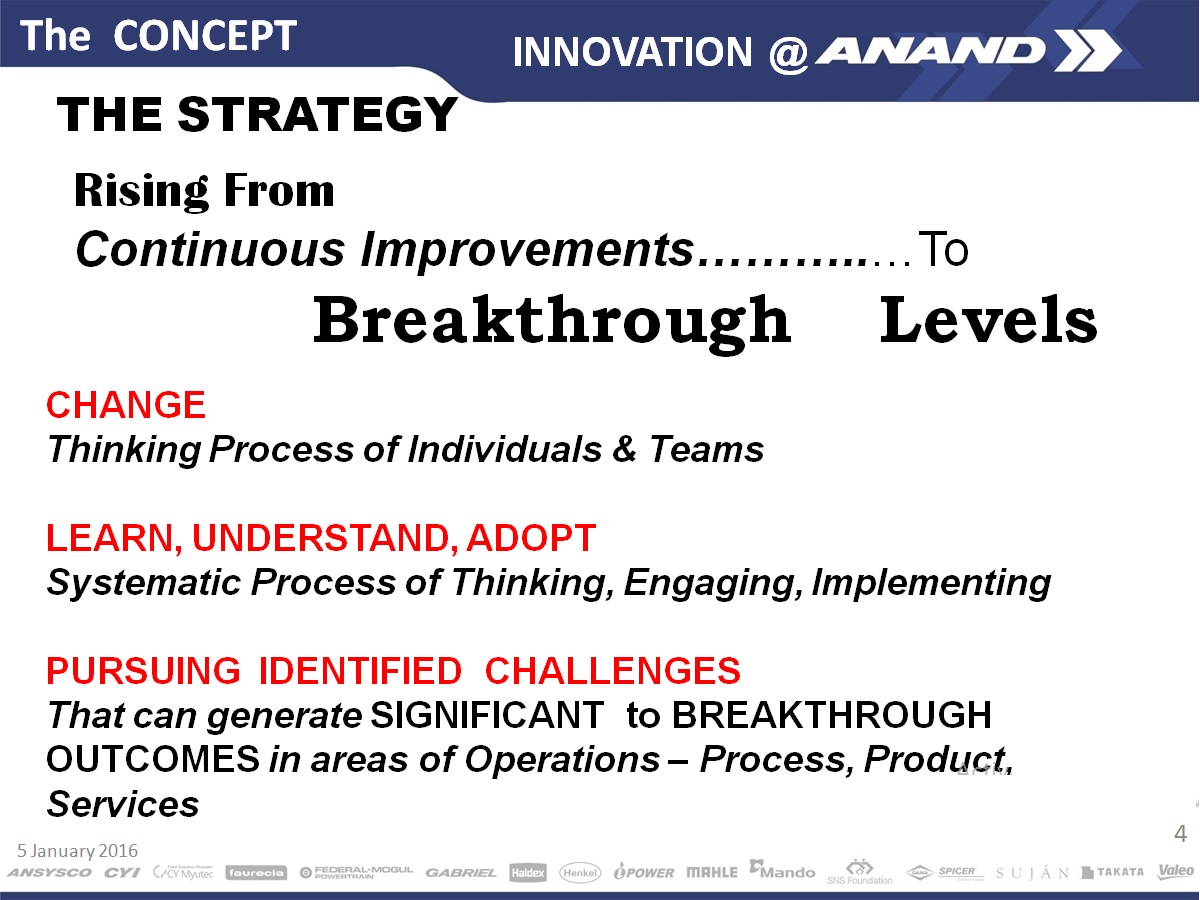 The CONCEPT
INNOVATION @ ANAND
THE STRATEGY
Rising From
Continuous Improvements………..…To
Breakthrough Levels
CHANGE
Thinking Process of Individuals & Teams
LEARN, UNDERSTAND, ADOPT
Systematic Process of Thinking, Engaging, Implementing
PURSUING IDENTIFIED CHALLENGES
That can generate SIGNIFICANT to BREAKTHROUGH
OUTCOMES in areas of Operations – Process, Product,
Services
4
5 January 2016
ANSYSCO CYI CY Myutec faurecia FEDERAL-MOGUL POWERTRAIN GABRIEL Haldex Henkel POWER MAHLE Mando SNS Foundation DANA SPICER SUJÁN TAKATA Valeo